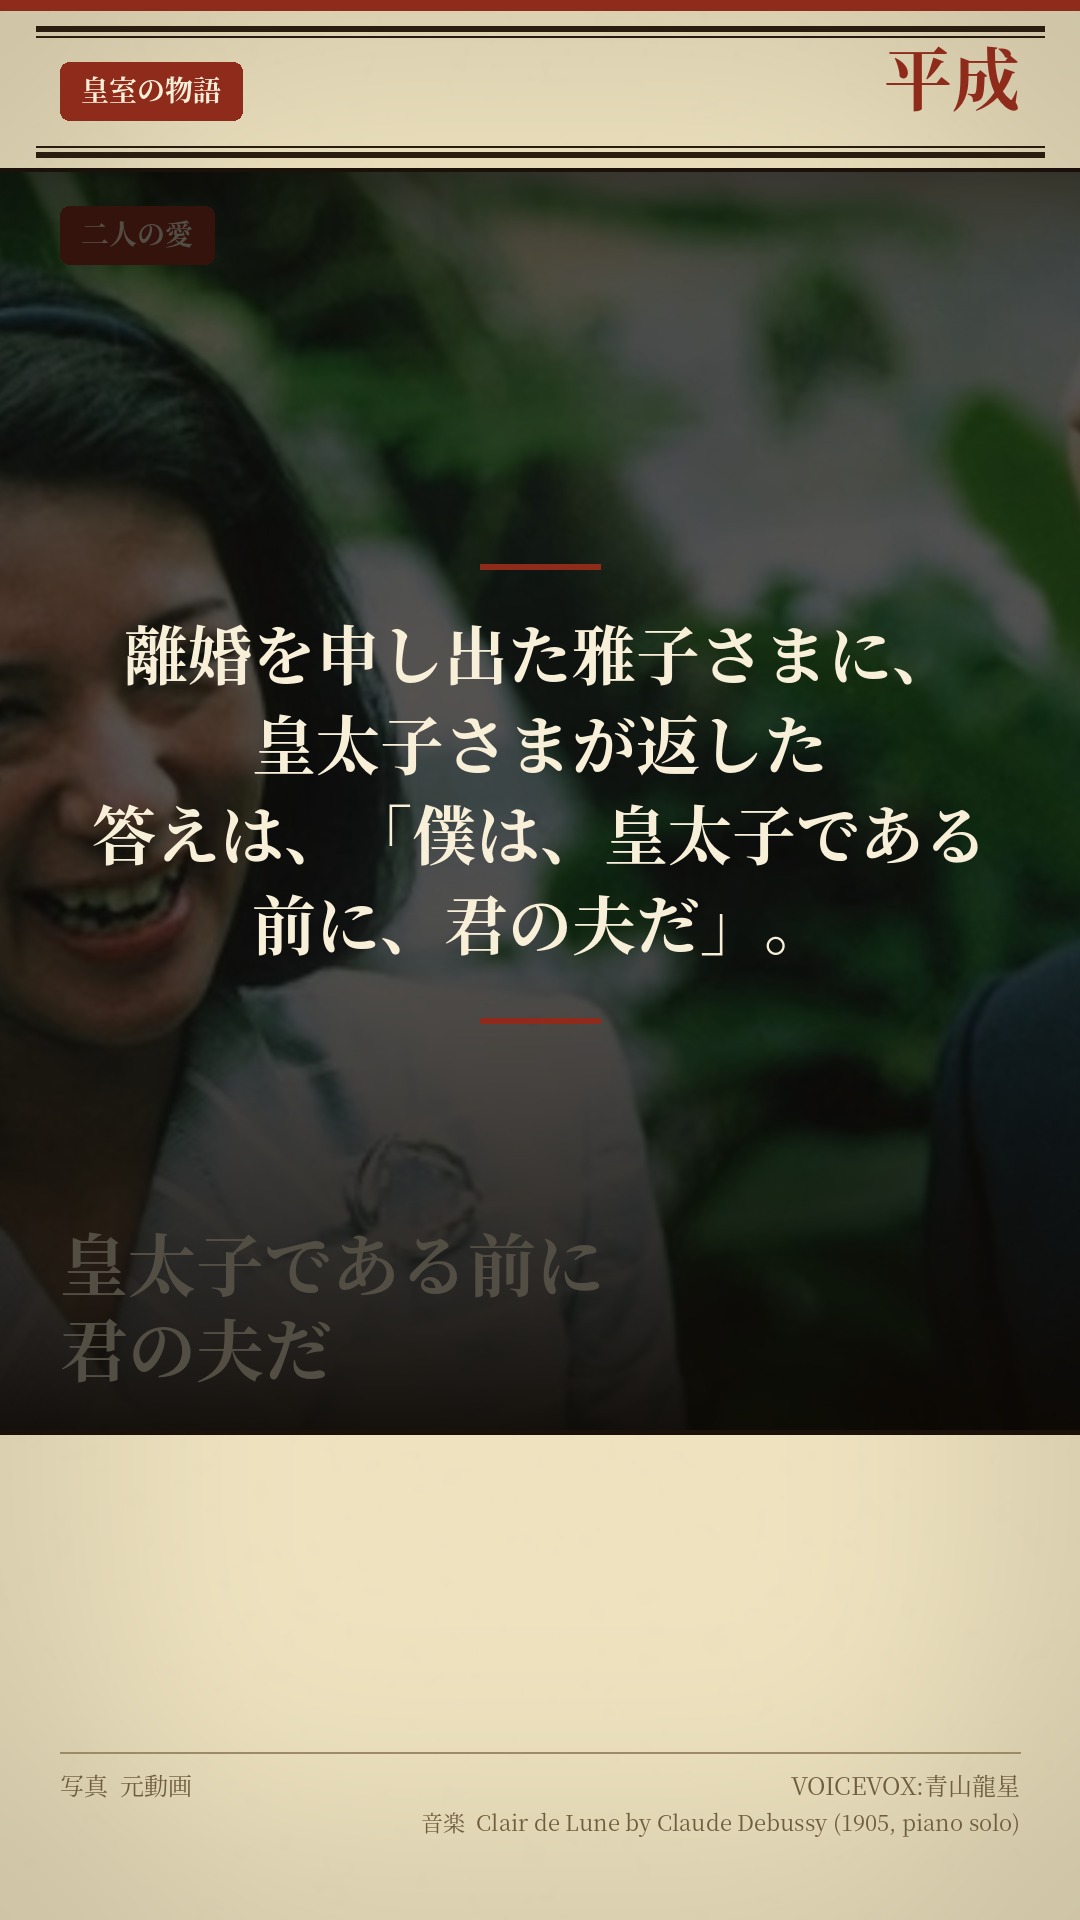 皇室の物語
平成
二人の愛
離婚を申し出た雅子さまに、
皇太子さまが返した
答えは、「僕は、皇太子である
前に、君の夫だ」。
皇太子である前に
君の夫だ
写真 元動画
VOICEVOX:青山龍星
音楽 Clair de Lune by Claude Debussy (1905, piano solo)